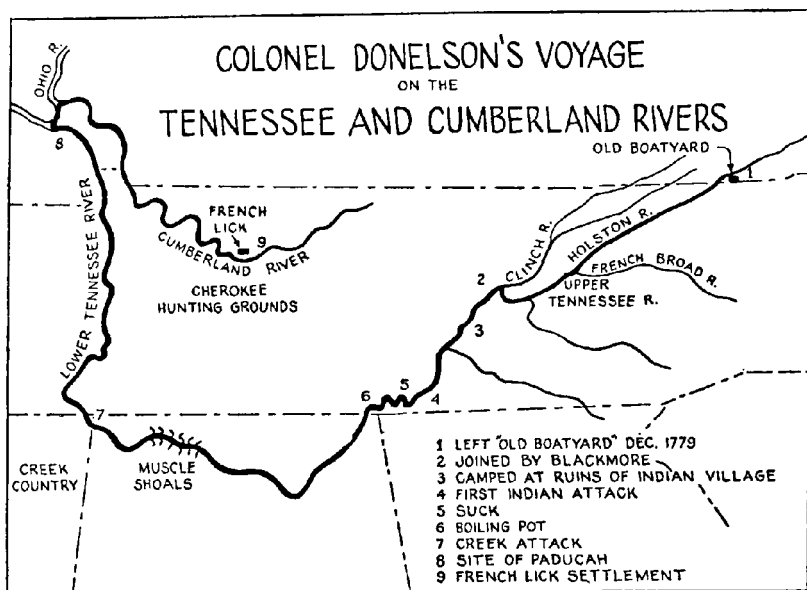 COLONEL DONELSON'S VOYAGE
ON THE
TENNESSEE AND CUMBERLAND RIVERS
OHIO R.
8
OLD BOATYARD
1
FRENCH
LICK
9
CUMBERLAND RIVER
CHEROKEE
HUNTING GROUNDS
LOWER TENNESSEE RIVER
CLINCH R.
HOLSTON R.
FRENCH BROAD R.
2
UPPER
TENNESSEE R.
3
4
5
6
7
CREEK
COUNTRY
MUSCLE
SHOALS
1 LEFT "OLD BOATYARD" DEC. 1779
2 JOINED BY BLACKMORE
3 CAMPED AT RUINS OF INDIAN VILLAGE
4 FIRST INDIAN ATTACK
5 SUCK
6 BOILING POT
7 CREEK ATTACK
8 SITE OF PADUCAH
9 FRENCH LICK SETTLEMENT